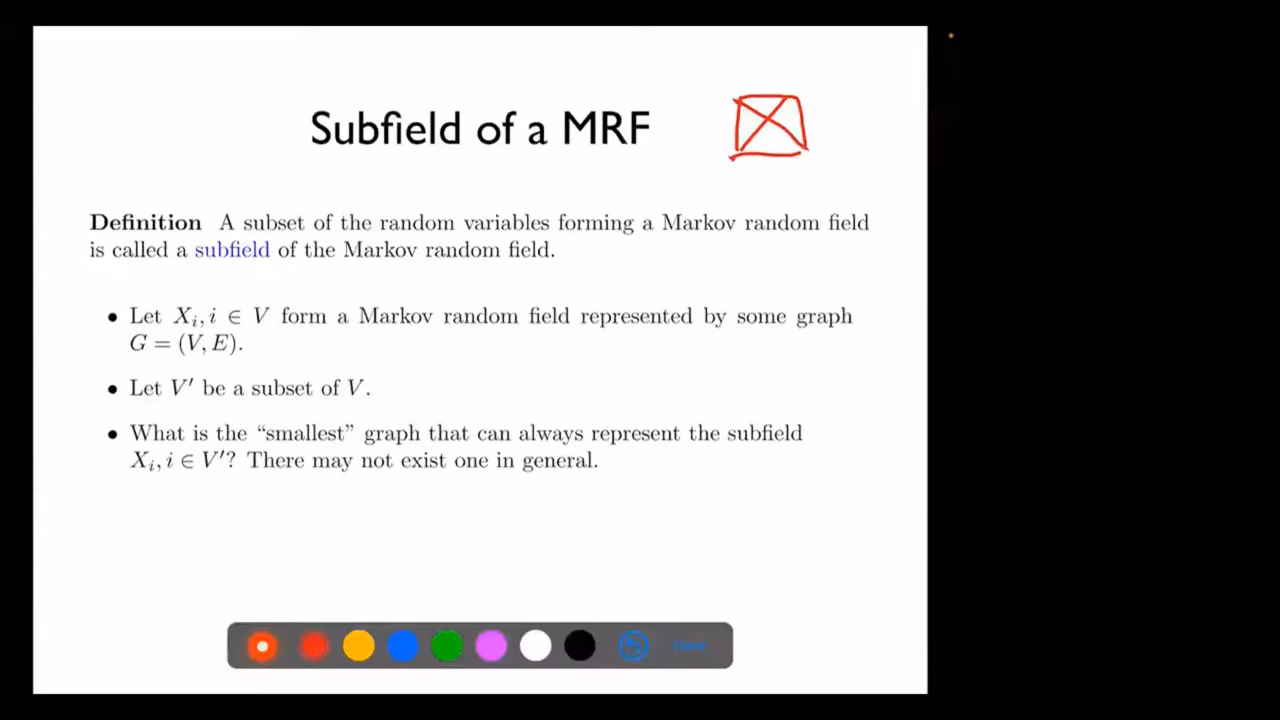 Subfield of a MRF
Definition A subset of the random variables forming a Markov random field
is called a subfield of the Markov random field.
• Let X_i, i ∈ V form a Markov random field represented by some graph
G = (V, E).
• Let V′ be a subset of V.
• What is the “smallest” graph that can always represent the subfield
X_i, i ∈ V′? There may not exist one in general.